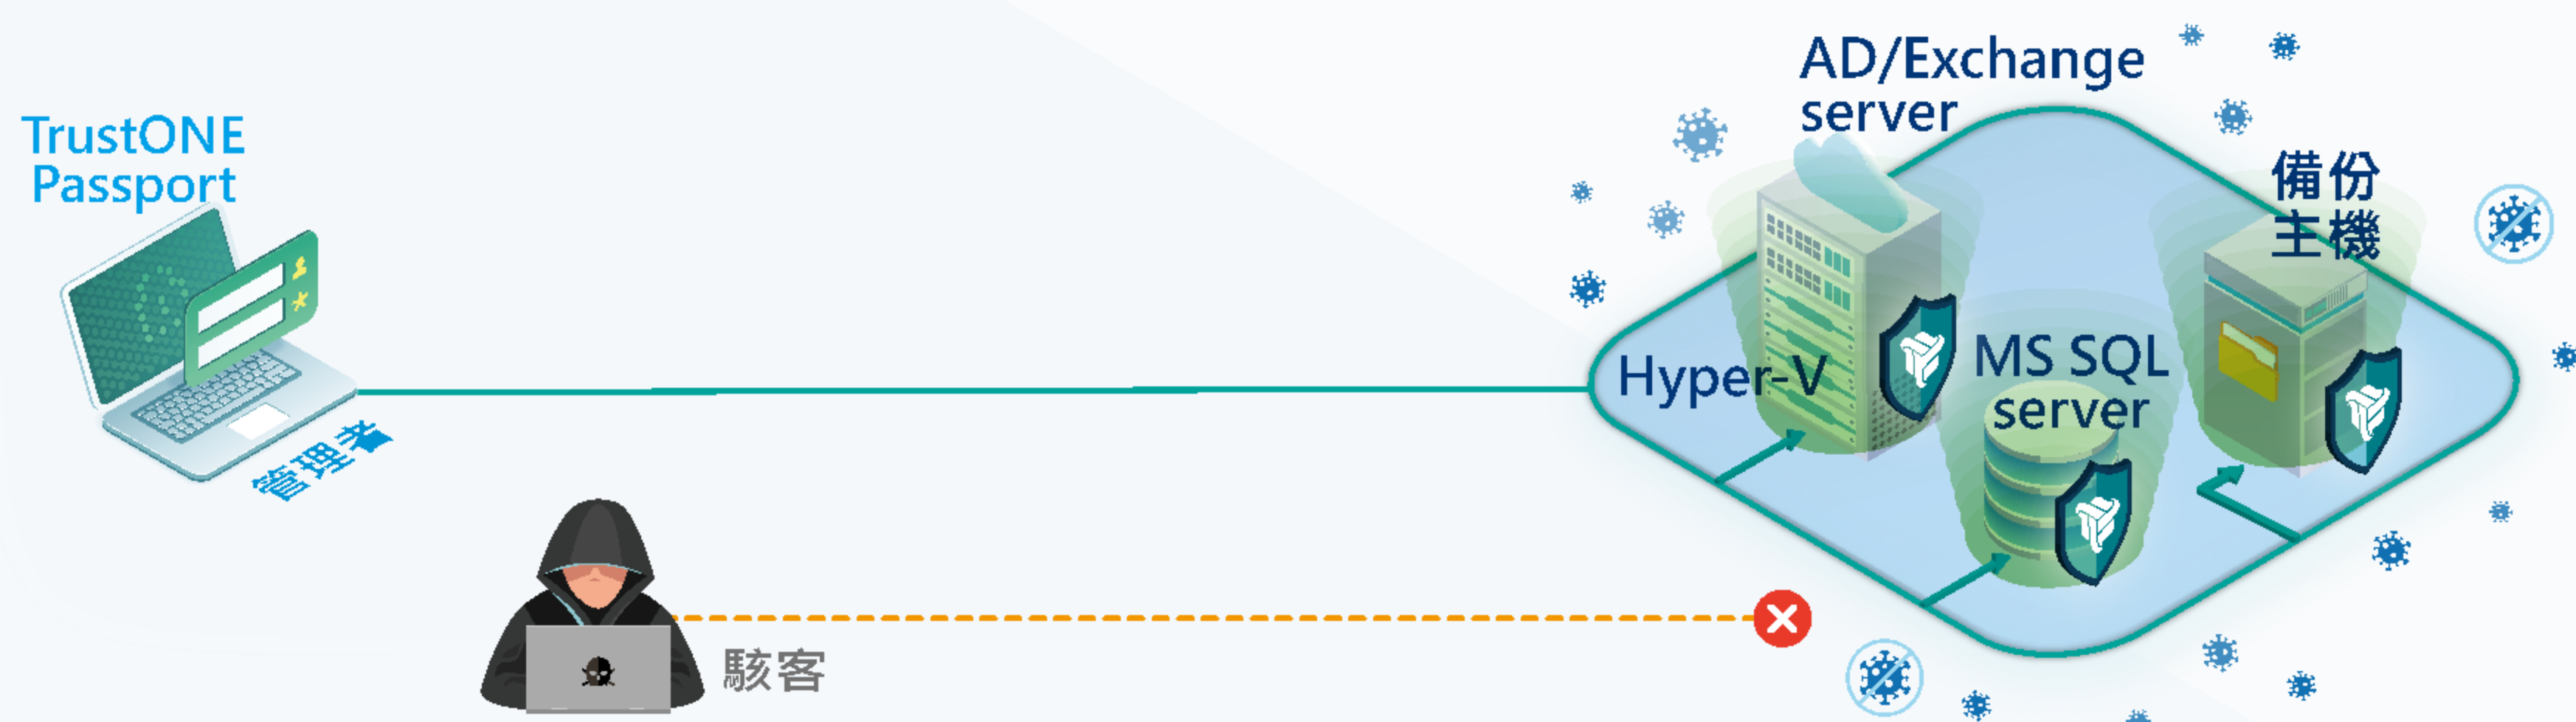 TrustONE
Passport
管理者
駭客
AD/Exchange
server
備份
主機
Hyper-V
MS SQL
server